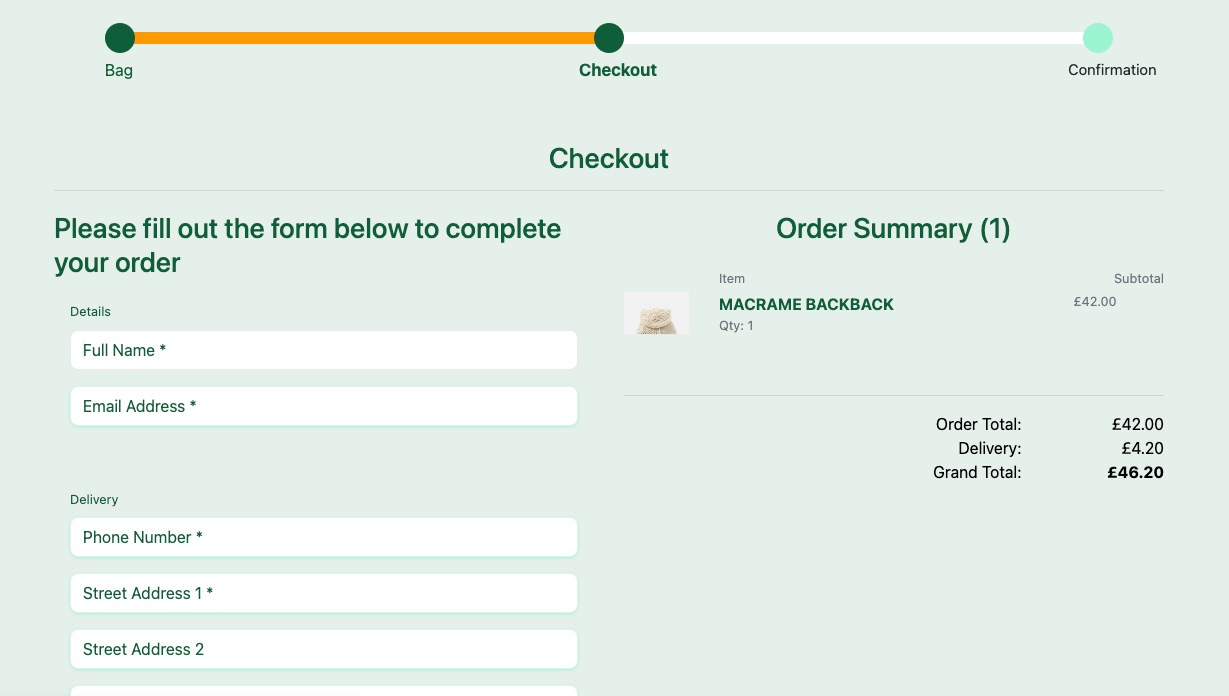 Bag
Checkout
Confirmation
Checkout
Please fill out the form below to complete
your order
Details
Full Name *
Email Address *
Delivery
Phone Number *
Street Address 1 *
Street Address 2
Order Summary (1)
Item Subtotal
MACRAME BACKBACK £42.00
Qty: 1
Order Total: £42.00
Delivery: £4.20
Grand Total: £46.20